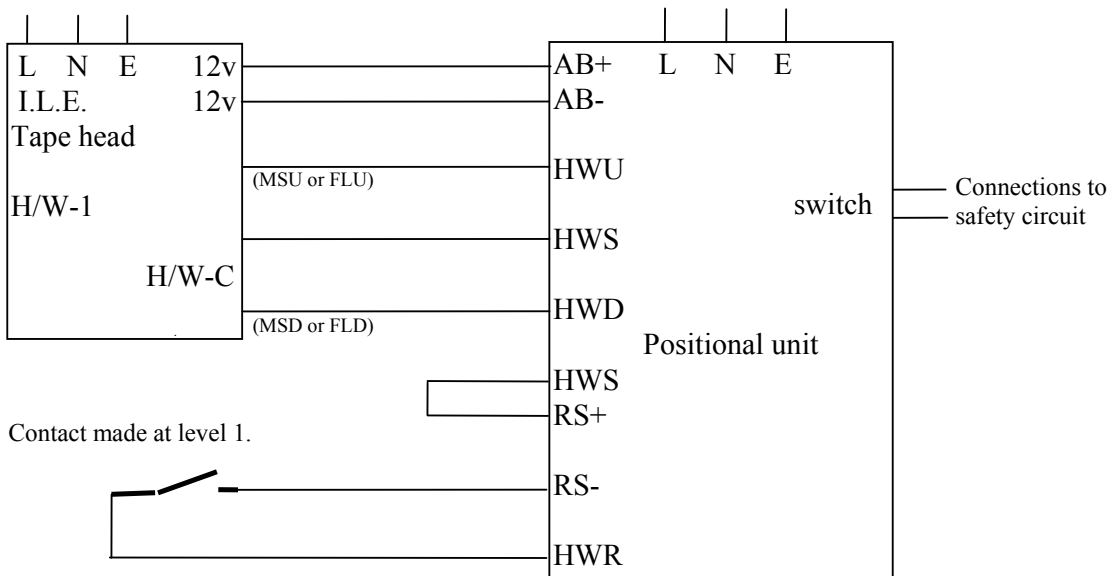 L N E 12v
I.L.E. 12v
Tape head
H/W-1
H/W-C
(MSU or FLU)
(MSD or FLD)
AB+ L N E
AB-
HWU
switch
Connections to
safety circuit
HWS
HWD
Positional unit
HWS
RS+
Contact made at level 1.
RS-
HWR